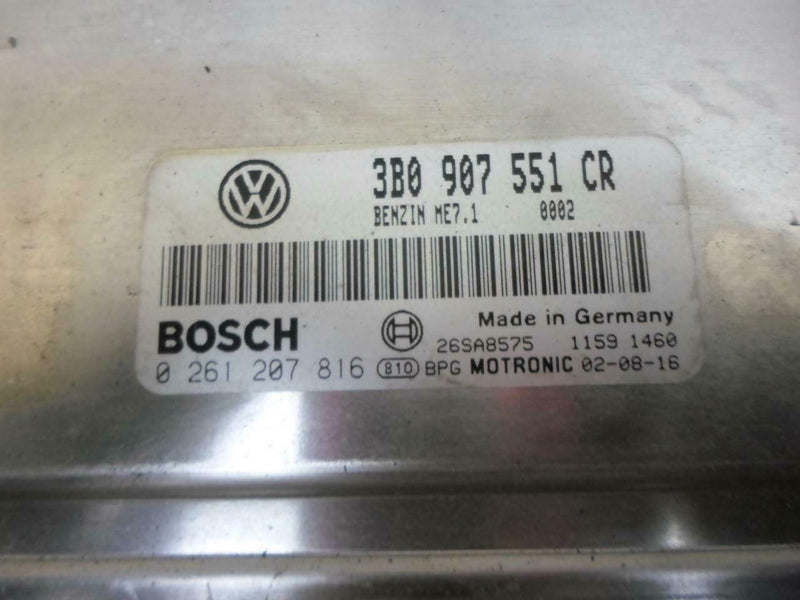 3B0 907 551 CR
BENZIN ME7.1 0002
BOSCH
Made in Germany
26SA8575 1159 1460
0 261 207 816 810 BPG MOTRONIC 02-08-16